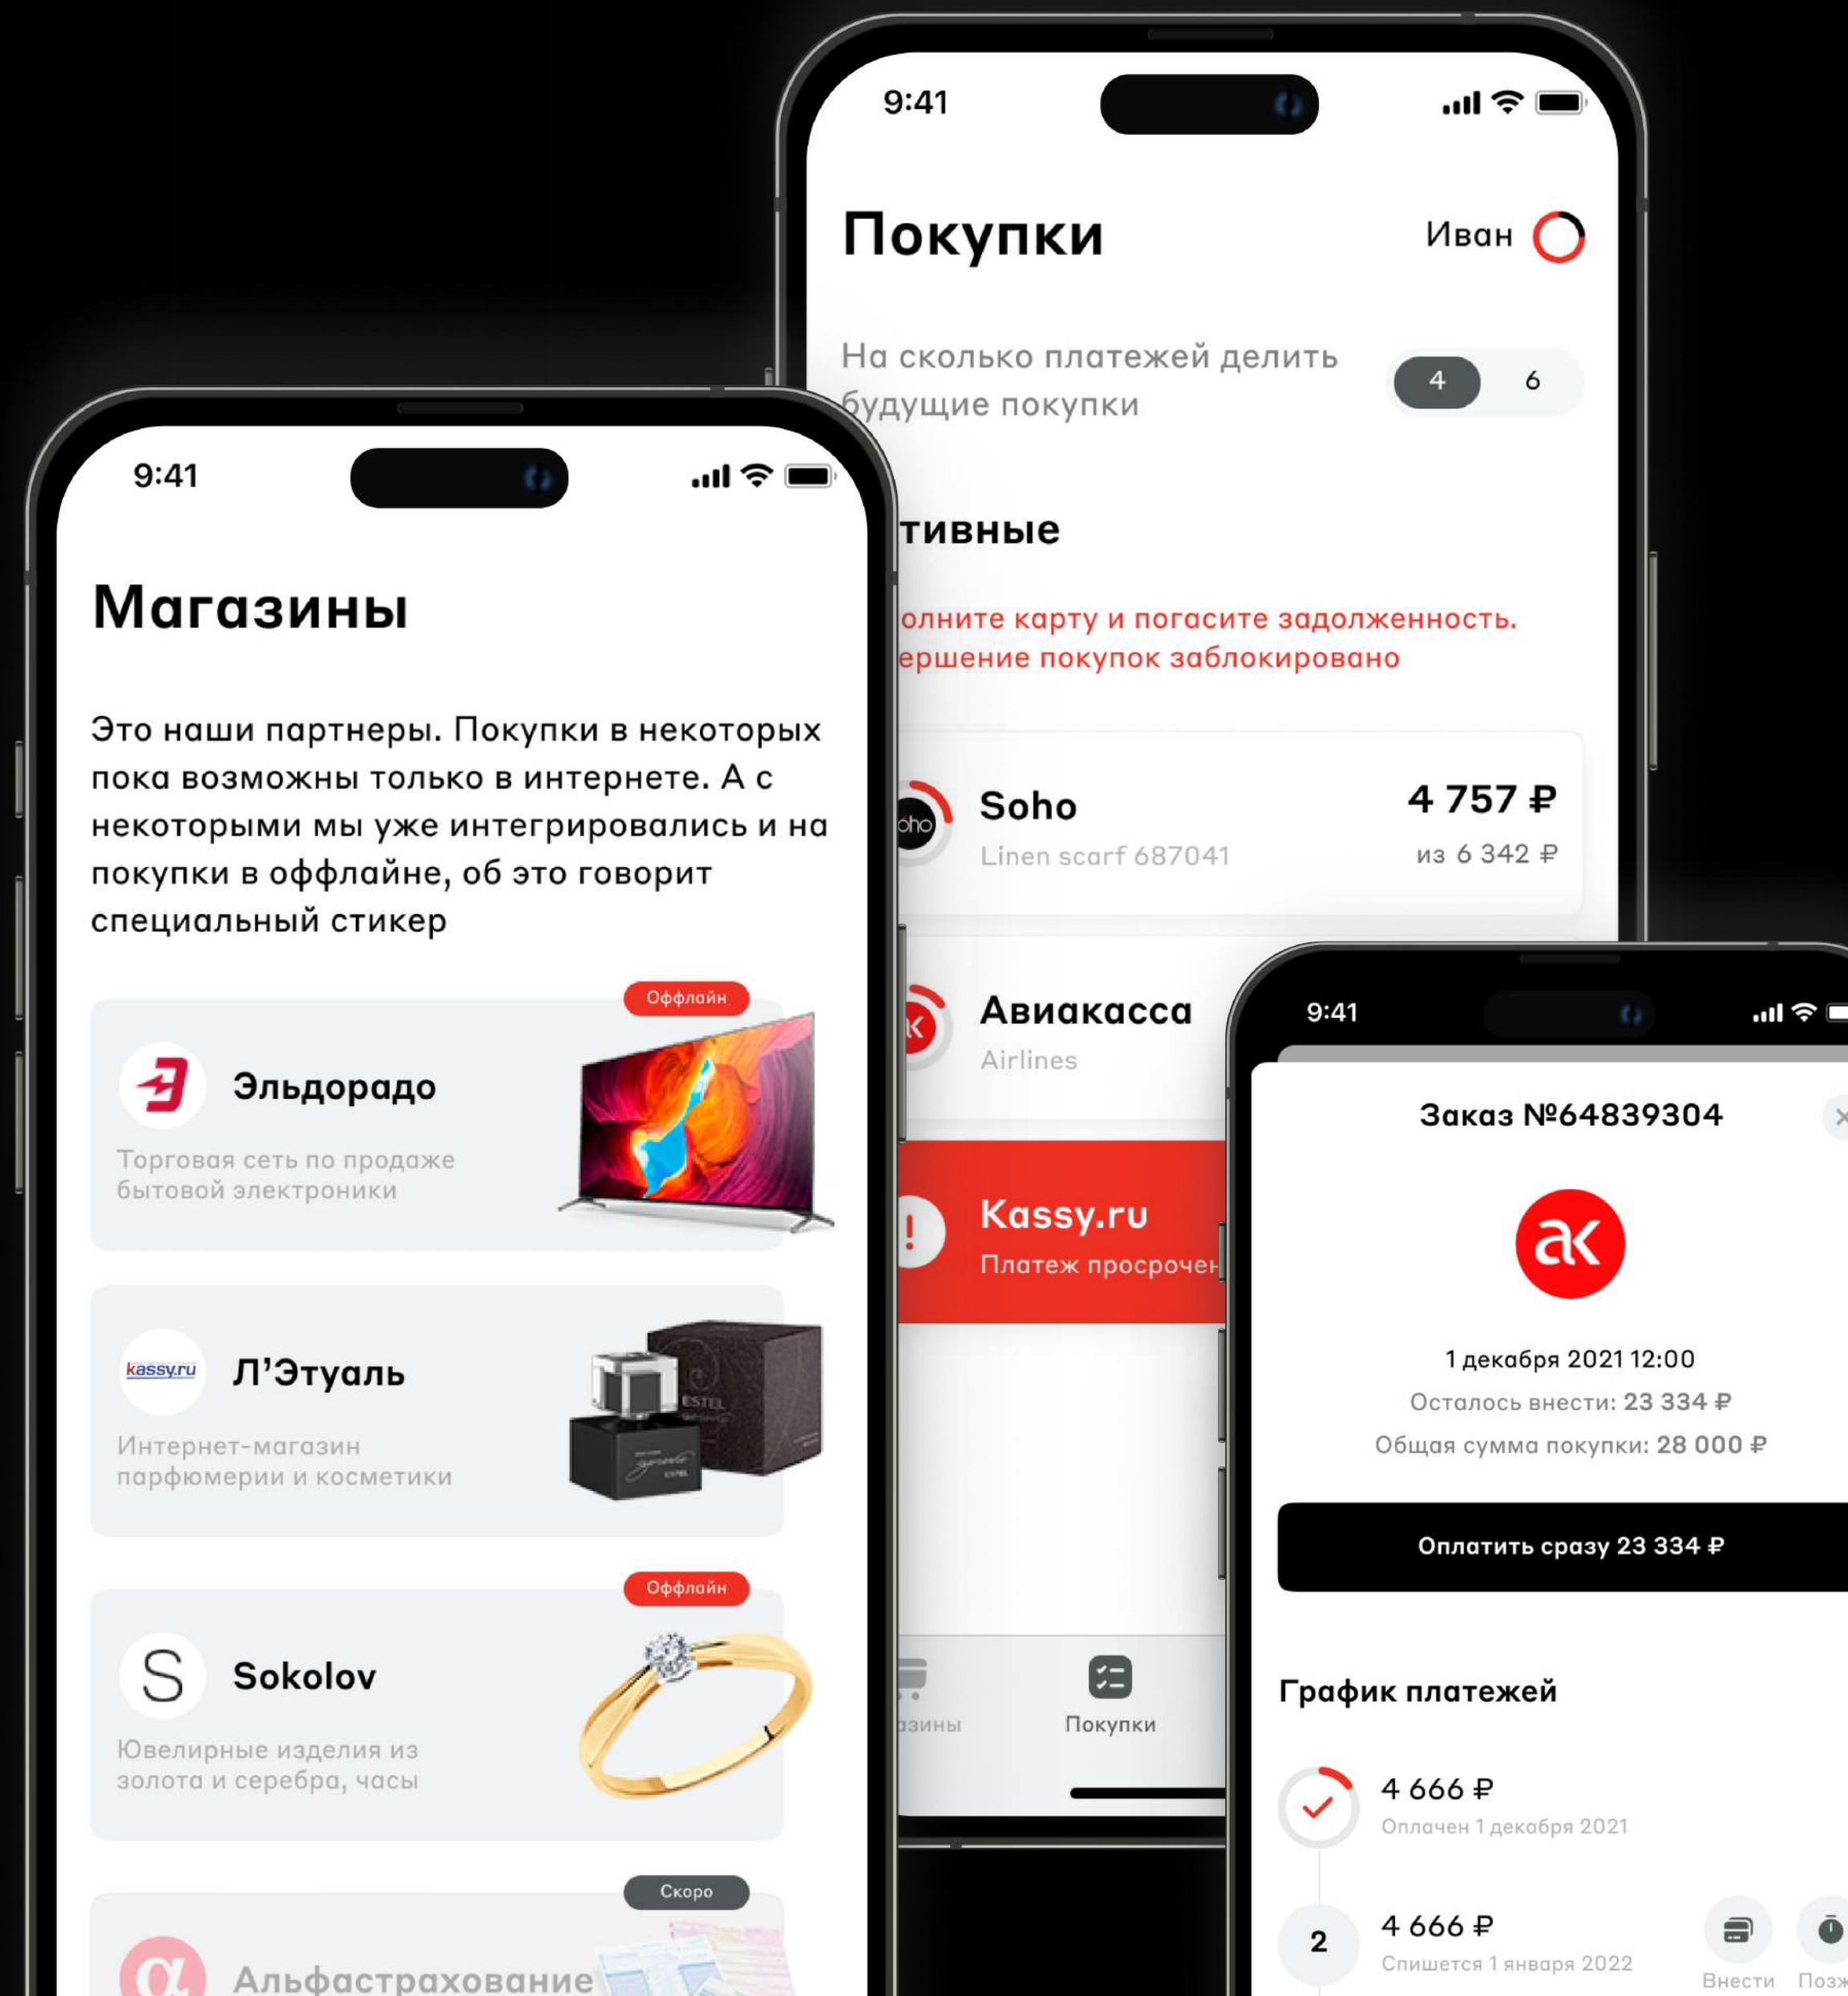 9:41
Покупки
Иван
На сколько платежей делить
будущие покупки
4
6
тивные
олните карту и погасите задолженность.
ершение покупок заблокировано
Soho
4 757 ₽
Linen scarf 687041
из 6 342 ₽
Авиакасса
Airlines
Kassy.ru
Платеж просрочен
азины
Покупки
9:41
Магазины
Это наши партнеры. Покупки в некоторых
пока возможны только в интернете. А с
некоторыми мы уже интегрировались и на
покупки в оффлайне, об это говорит
специальный стикер
Оффлайн
Эльдорадо
Торговая сеть по продаже
бытовой электроники
kassy.ru
Л’Этуаль
Интернет-магазин
парфюмерии и косметики
ESTEL
Оффлайн
S
Sokolov
Ювелирные изделия из
золота и серебра, часы
Скоро
Альфастрахование
9:41
Заказ №64839304
ак
1 декабря 2021 12:00
Осталось внести: 23 334 ₽
Общая сумма покупки: 28 000 ₽
Оплатить сразу 23 334 ₽
График платежей
4 666 ₽
Оплачен 1 декабря 2021
2
4 666 ₽
Спишется 1 января 2022
Внести
Позж